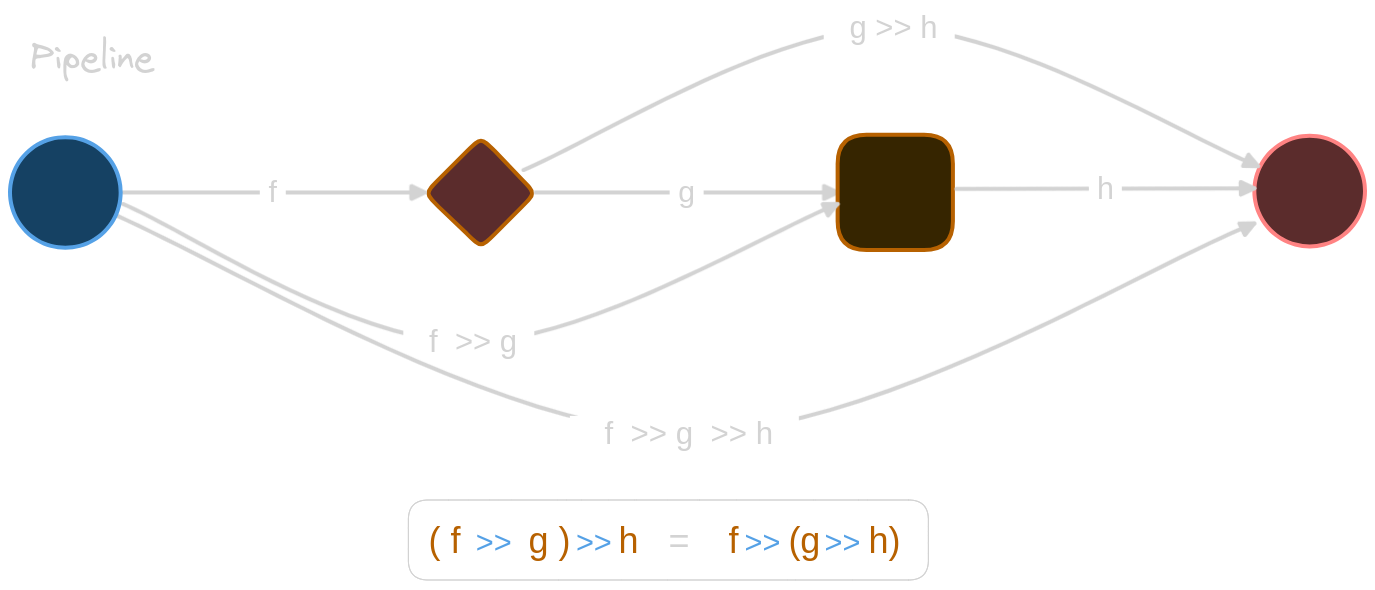 g >> h
Pipeline
f
g
h
f >> g
f >> g >> h
( f >> g ) >> h = f >> (g >> h)